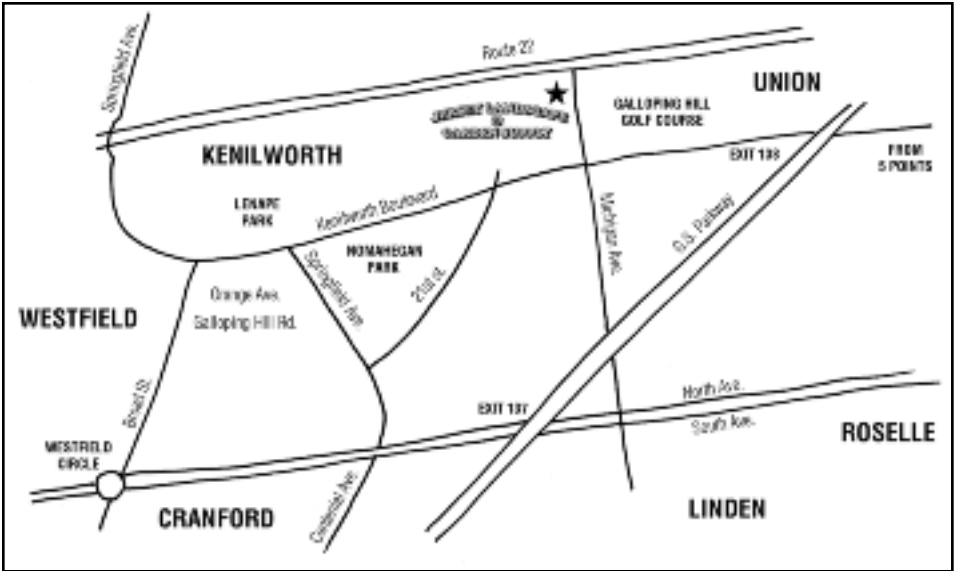 Springfield Ave.
Route 22
UNION
GALLOPING HILL
GOLF COURSE
GARDEN SUPPLY
KENILWORTH
EXIT 138
FROM
5 POINTS
LENAPE
PARK
Kenilworth Boulevard
NOMAHEGAN
PARK
Springfield Ave.
21st st.
Ave.
G.S. Parkway
Orange Ave.
Galloping Hill Rd.
WESTFIELD
Broad St.
North Ave.
South Ave.
EXIT 137
ROSELLE
WESTFIELD
CIRCLE
CRANFORD
Centennial Ave.
LINDEN